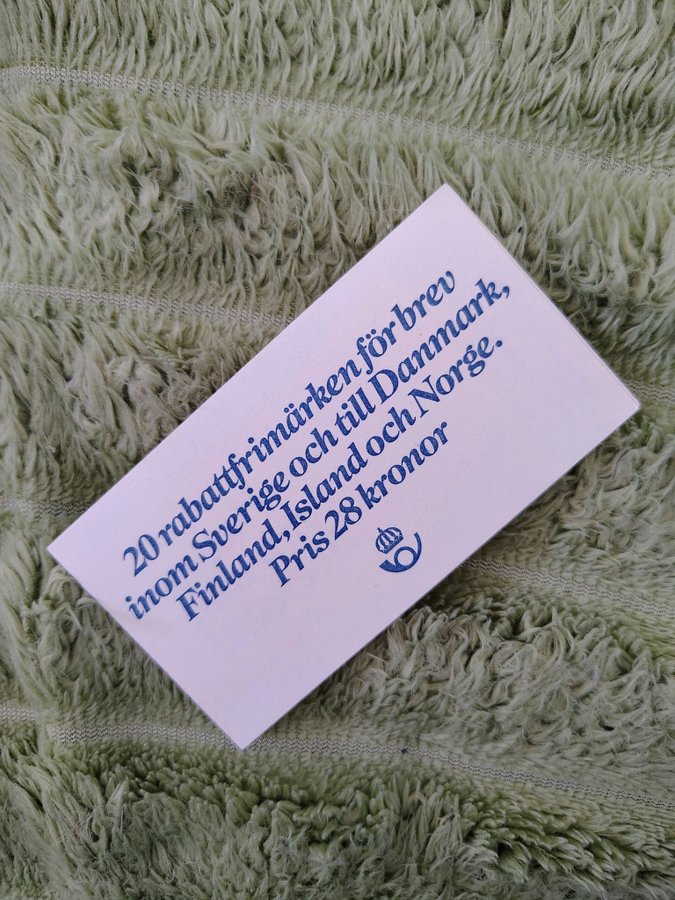 20 rabattfrimärken för brev
inom Sverige och till Danmark,
Finland, Island och Norge.
Pris 28 kronor